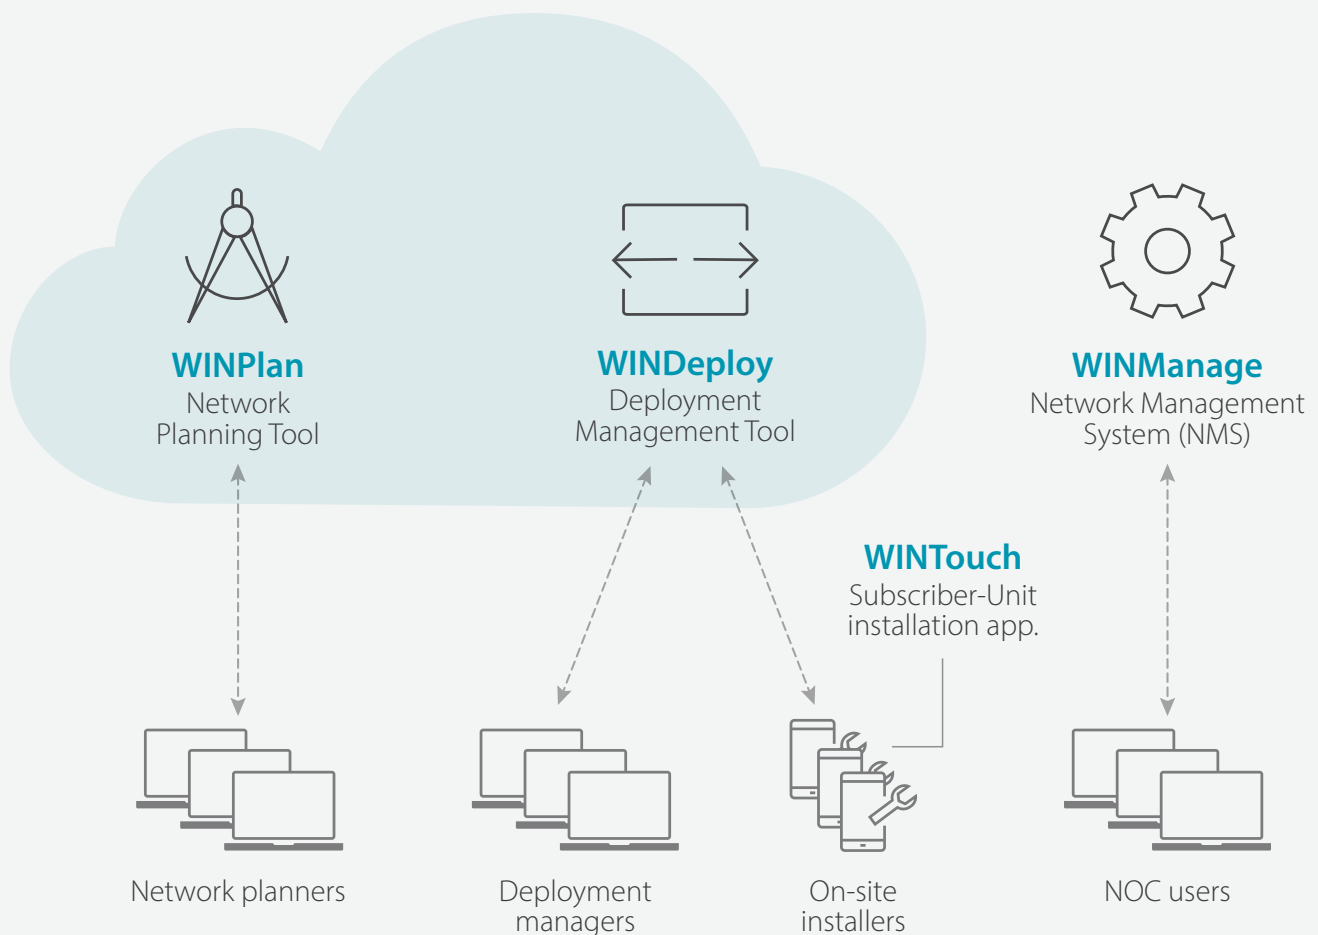 WINPlan
Network
Planning Tool
WINDeploy
Deployment
Management Tool
WINManage
Network Management
System (NMS)
WINTouch
Subscriber-Unit
installation app.
Network planners
Deployment
managers
On-site
installers
NOC users